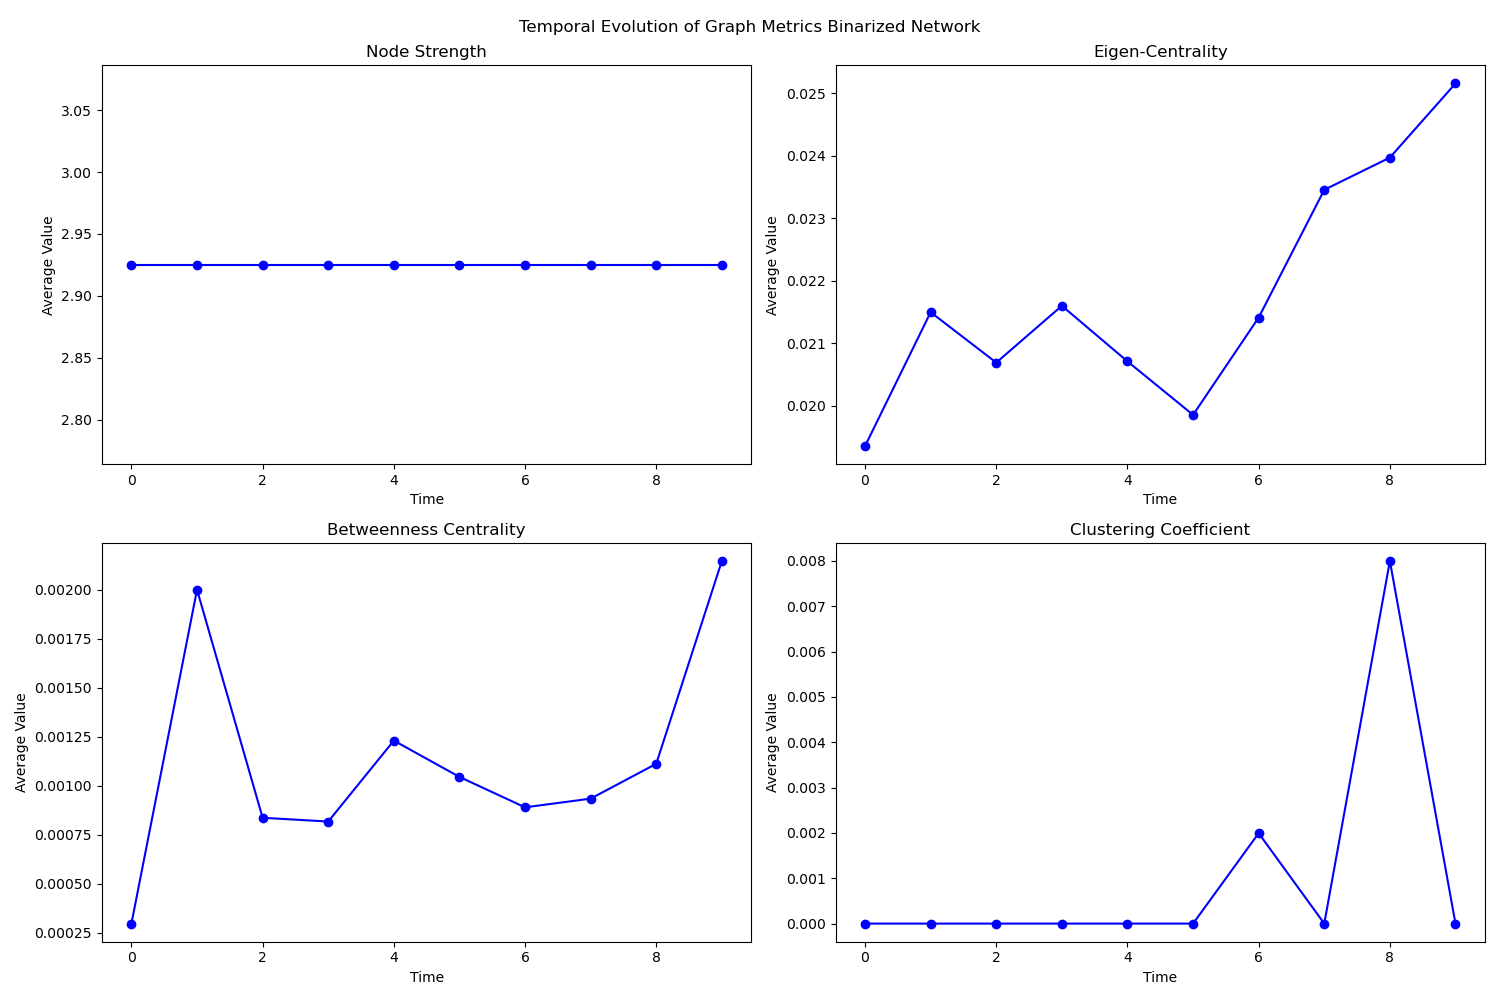 Temporal Evolution of Graph Metrics Binarized Network
Node Strength
Average Value
3.05
3.00
2.95
2.90
2.85
2.80
0 2 4 6 8
Time
Eigen-Centrality
Average Value
0.025
0.024
0.023
0.022
0.021
0.020
0 2 4 6 8
Time
Betweenness Centrality
Average Value
0.00200
0.00175
0.00150
0.00125
0.00100
0.00075
0.00050
0.00025
0 2 4 6 8
Time
Clustering Coefficient
Average Value
0.008
0.007
0.006
0.005
0.004
0.003
0.002
0.001
0.000
0 2 4 6 8
Time